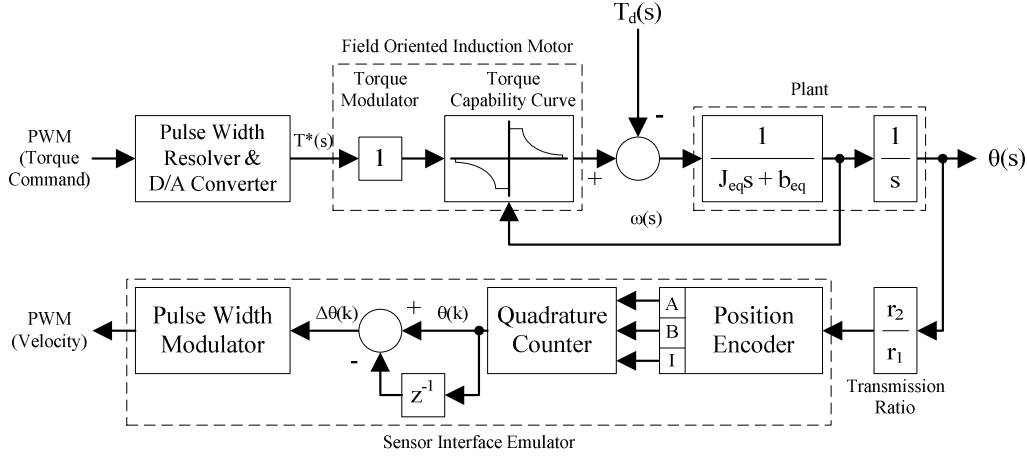 T_d(s)
Field Oriented Induction Motor
Torque
Modulator
Torque
Capability Curve
Plant
PWM
(Torque
Command)
Pulse Width
Resolver &
D/A Converter
T*(s)
1
+
-
1
J_eq s + b_eq
1
s
θ(s)
ω(s)
PWM
(Velocity)
Pulse Width
Modulator
Δθ(k)
+
-
θ(k)
z^-1
Quadrature
Counter
A
B
I
Position
Encoder
r_2
r_1
Transmission
Ratio
Sensor Interface Emulator